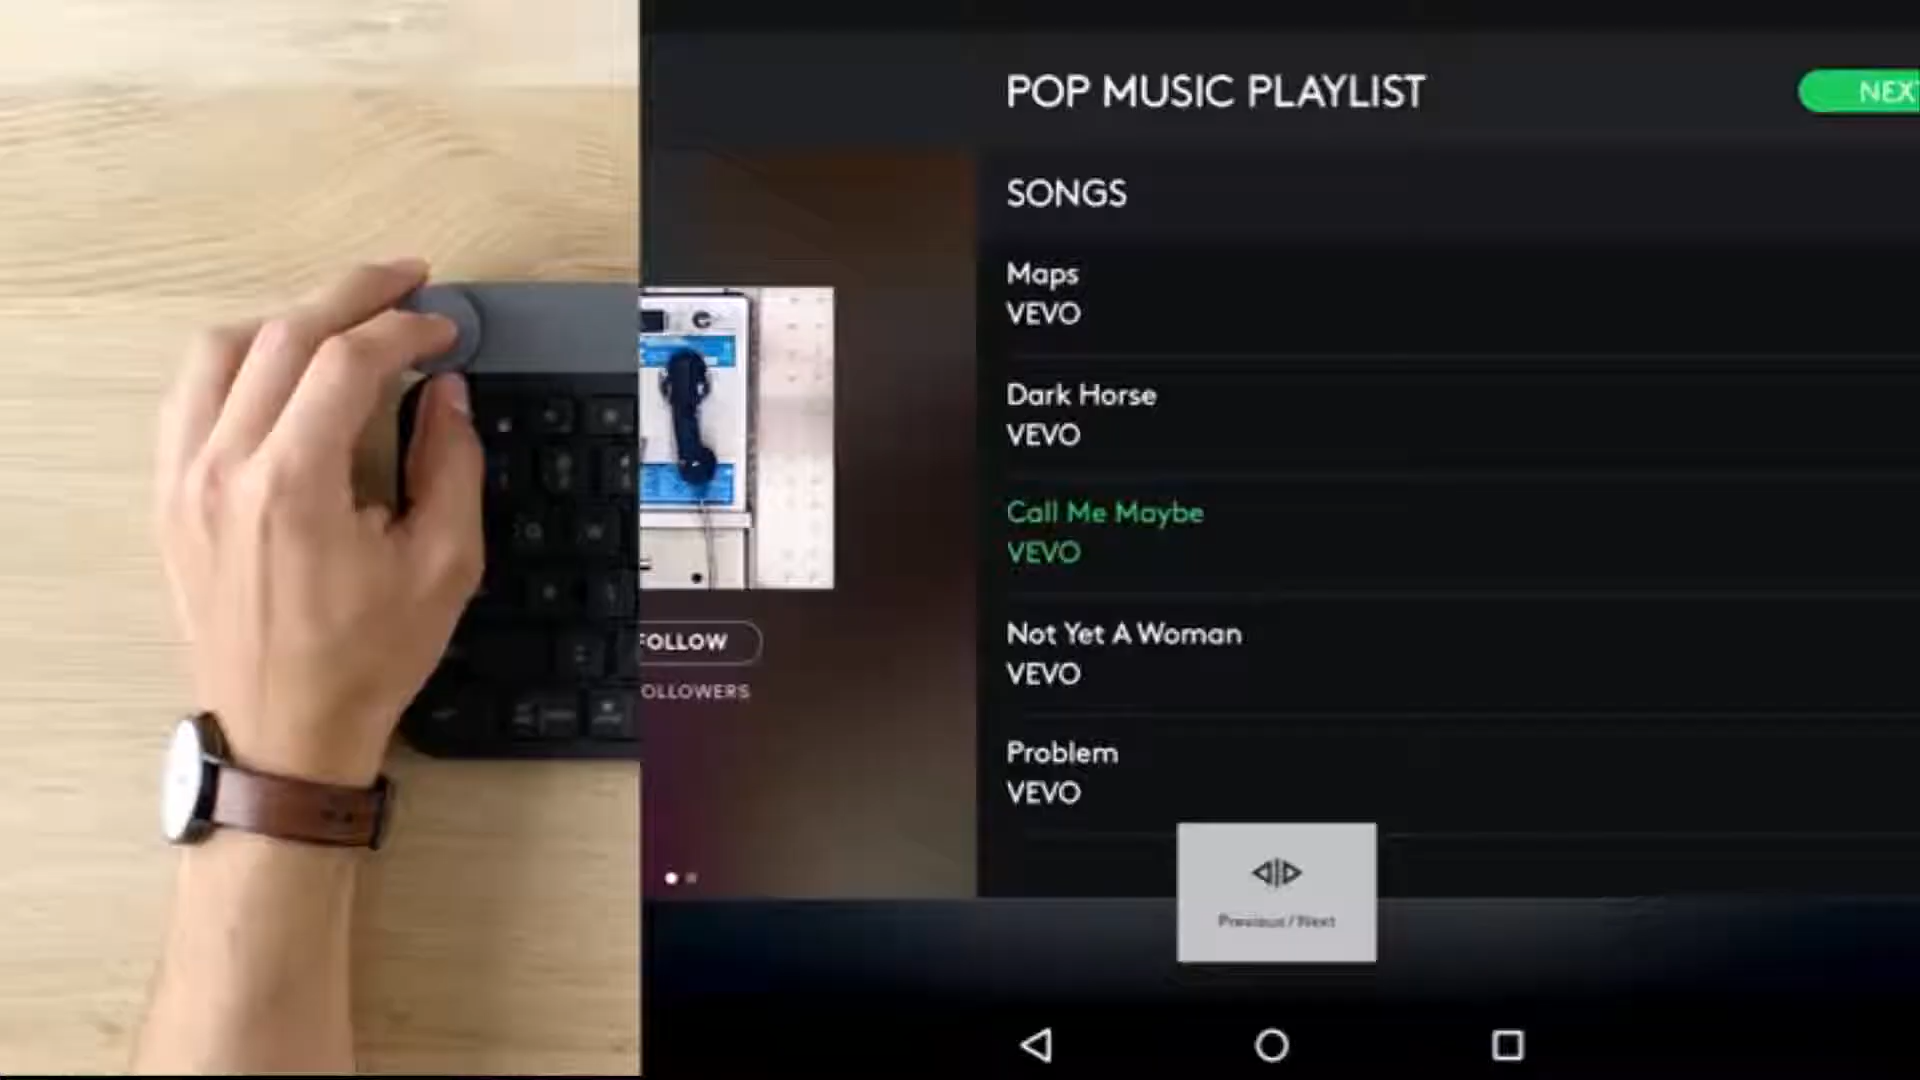 POP MUSIC PLAYLIST
NEX
SONGS
Maps
VEVO
Dark Horse
VEVO
Call Me Maybe
VEVO
Not Yet A Woman
VEVO
Problem
VEVO
FOLLOW
OLLOWERS
Previous / Next